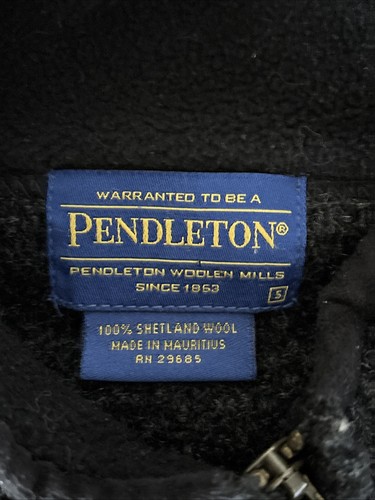 WARRANTED TO BE A
PENDLETON®
PENDLETON WOOLEN MILLS
SINCE 1863
S
100% SHETLAND WOOL
MADE IN MAURITIUS
RN 29685